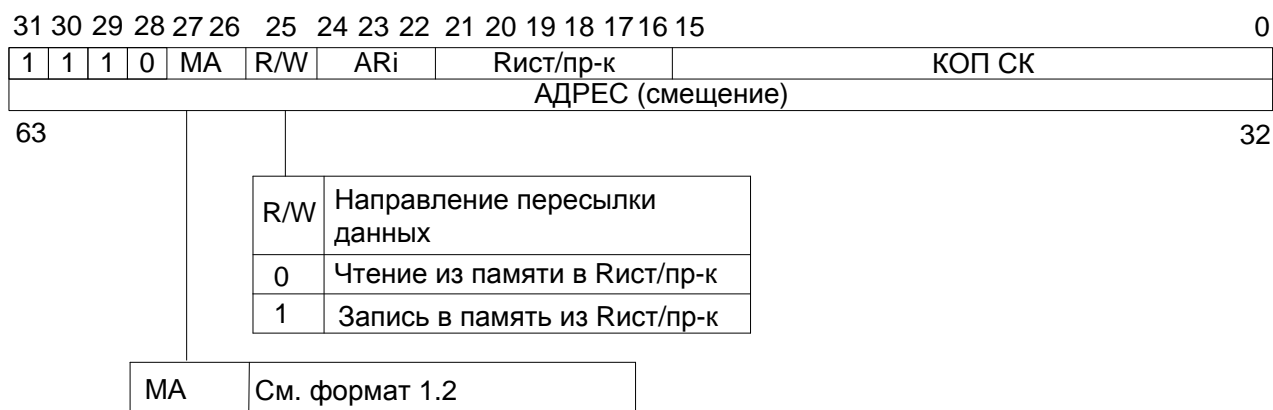 31 30 29 28 27 26 25 24 23 22 21 20 19 18 17 16 15 0
1 1 1 0 МА R/W ARi Rист/пр-к КОП СК
АДРЕС (смещение)
63 32
R/W Направление пересылки
данных
0 Чтение из памяти в Rист/пр-к
1 Запись в память из Rист/пр-к
МА См. формат 1.2